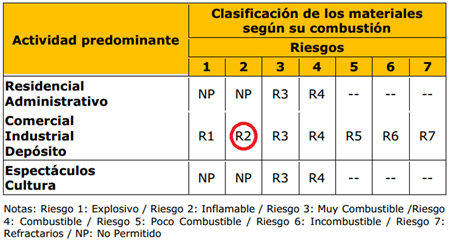 Actividad predominante
Clasificación de los materiales
según su combustión
Riesgos
1 2 3 4 5 6 7
Residencial
Administrativo
NP NP R3 R4 -- -- --
Comercial
Industrial
Depósito
R1 R2 R3 R4 R5 R6 R7
Espectáculos
Cultura
NP NP R3 R4 -- -- --
Notas: Riesgo 1: Explosivo / Riesgo 2: Inflamable / Riesgo 3: Muy Combustible /Riesgo
4: Combustible / Riesgo 5: Poco Combustible / Riesgo 6: Incombustible / Riesgo 7:
Refractarios / NP: No Permitido